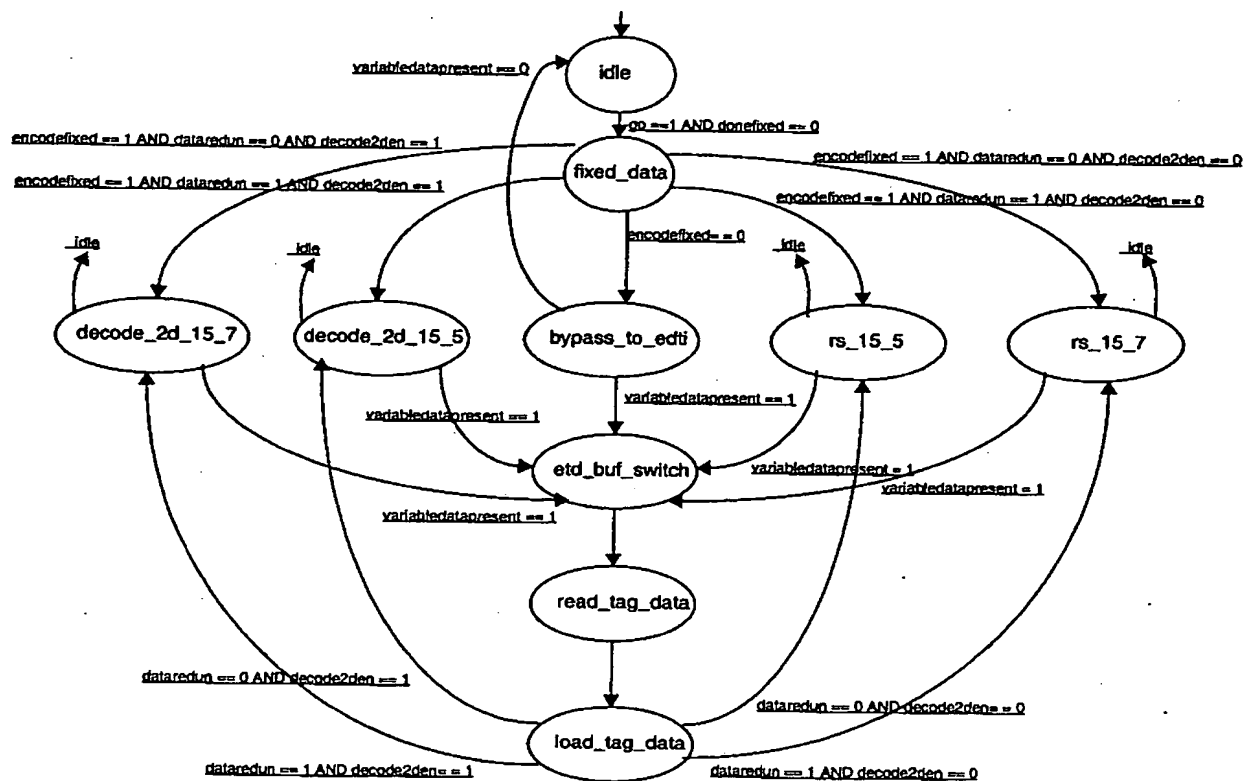 idle
variabledatapresent == 0
go ==1 AND donefixed == 0
encodefixed == 1 AND dataredun == 0 AND decode2den == 1
encodefixed == 1 AND dataredun == 0 AND decode2den == 0
fixed_data
encodefixed == 1 AND dataredun == 1 AND decode2den == 1
encodefixed == 1 AND dataredun == 1 AND decode2den == 0
encodefixed== 0
_idle
_idle
_idle
_idle
decode_2d_15_7
decode_2d_15_5
bypass_to_edti
rs_15_5
rs_15_7
variabledatapresent == 1
variabledatapresent == 1
etd_buf_switch
variabledatapresent = 1
variabledatapresent = 1
variabledatapresent == 1
read_tag_data
dataredun == 0 AND decode2den == 1
dataredun == 0 AND decode2den== 0
load_tag_data
dataredun == 1 AND decode2den= = 1
dataredun == 1 AND decode2den == 0